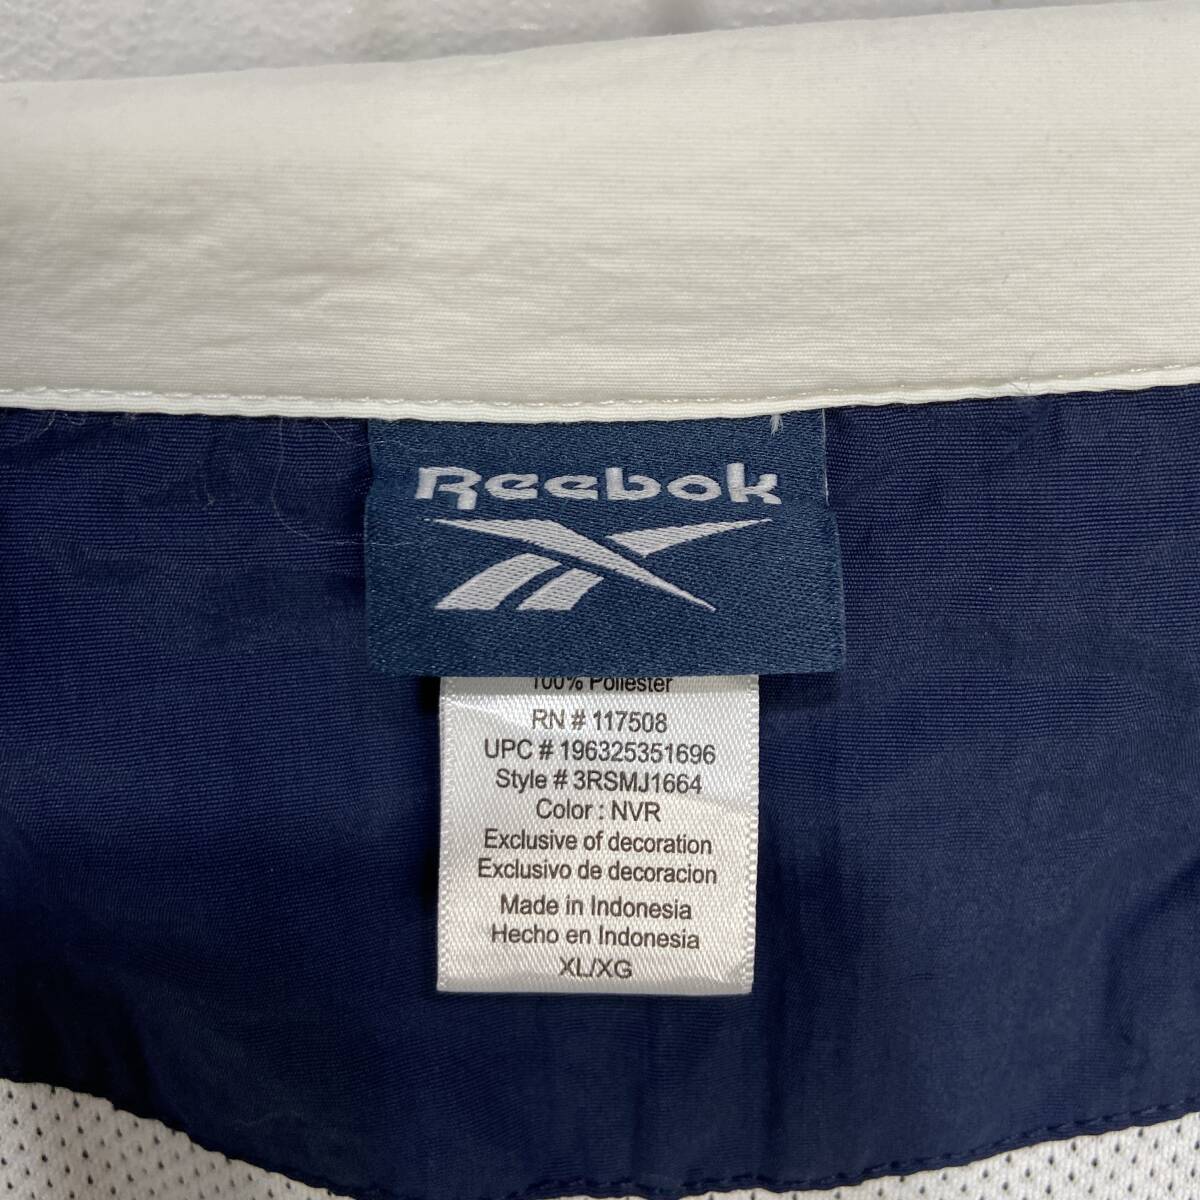 Reebok
100% Poliester
RN # 117508
UPC # 196325351696
Style # 3RSMJ1664
Color : NVR
Exclusive of decoration
Exclusivo de decoracion
Made in Indonesia
Hecho en Indonesia
XL/XG